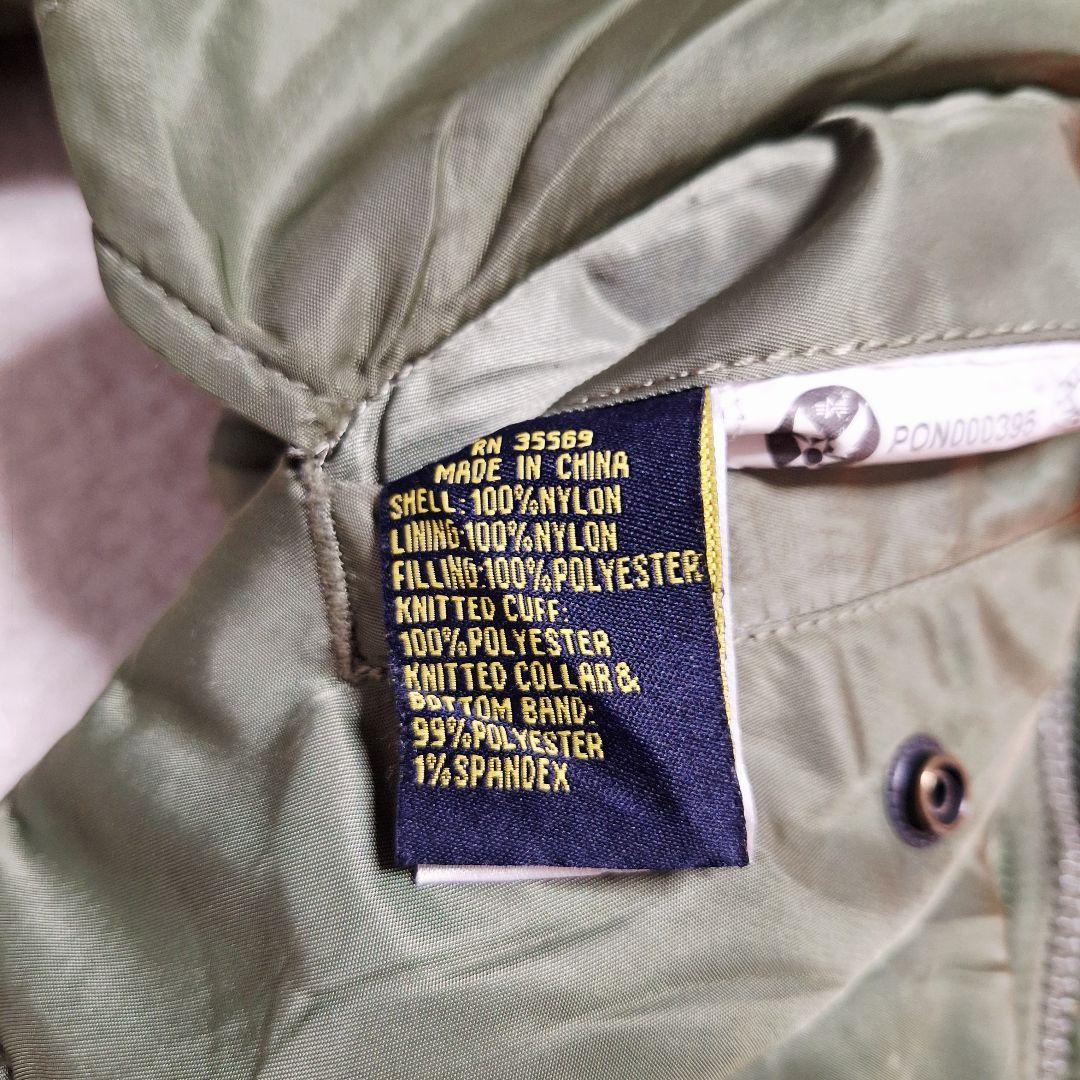 RN 35569
MADE IN CHINA
SHELL:100%NYLON
LINING:100%NYLON
FILLING:100%POLYESTER
KNITTED CUFF:
100%POLYESTER
KNITTED COLLAR&
BOTTOM BAND:
99%POLYESTER
1%SPANDEX
PON000396